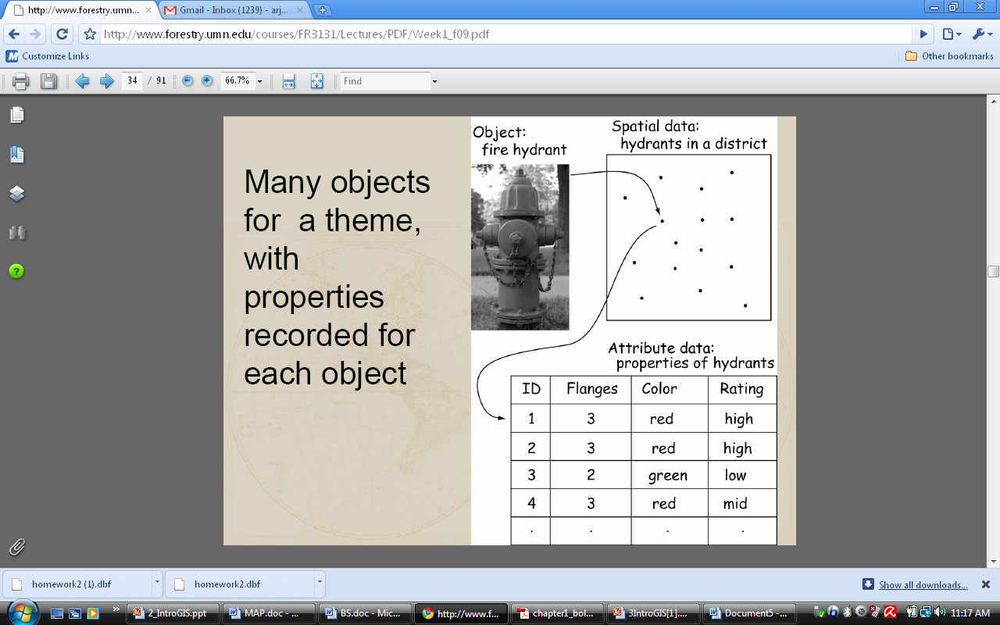 http://www.forestry.umn...
Gmail - Inbox (1239) - arj...
http://www.forestry.umn.edu/courses/FR3131/Lectures/PDF/Week1_f09.pdf
Customize Links
Other bookmarks
34 / 91
66.7%
Find
Many objects
for a theme,
with
properties
recorded for
each object
Object:
fire hydrant
Spatial data:
hydrants in a district
Attribute data:
properties of hydrants
ID Flanges Color Rating
1 3 red high
2 3 red high
3 2 green low
4 3 red mid
. . . .
homework2 (1).dbf
homework2.dbf
Show all downloads...
2_IntroGIS.ppt
MAP.doc - ...
BS.doc - Mic...
http://www.f...
chapter1_bol...
3IntroGIS[1]....
Document5 -...
11:17 AM